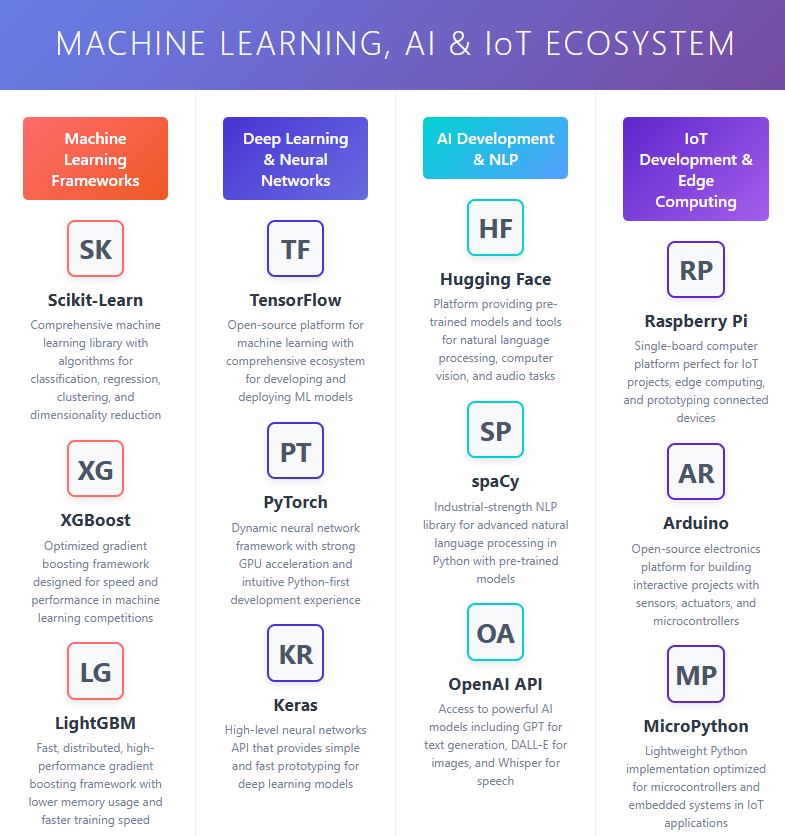 MACHINE LEARNING, AI & IoT ECOSYSTEM
Machine
Learning
Frameworks
SK
Scikit-Learn
Comprehensive machine
learning library with
algorithms for
classification, regression,
clustering, and
dimensionality reduction
XG
XGBoost
Optimized gradient
boosting framework
designed for speed and
performance in machine
learning competitions
LG
LightGBM
Fast, distributed, high-
performance gradient
boosting framework with
lower memory usage and
faster training speed
Deep Learning
& Neural
Networks
TF
TensorFlow
Open-source platform for
machine learning with
comprehensive ecosystem
for developing and
deploying ML models
PT
PyTorch
Dynamic neural network
framework with strong
GPU acceleration and
intuitive Python-first
development experience
KR
Keras
High-level neural networks
API that provides simple
and fast prototyping for
deep learning models
AI Development
& NLP
HF
Hugging Face
Platform providing pre-
trained models and tools
for natural language
processing, computer
vision, and audio tasks
SP
spaCy
Industrial-strength NLP
library for advanced natural
language processing in
Python with pre-trained
models
OA
OpenAI API
Access to powerful AI
models including GPT for
text generation, DALL-E for
images, and Whisper for
speech
IoT
Development &
Edge
Computing
RP
Raspberry Pi
Single-board computer
platform perfect for IoT
projects, edge computing,
and prototyping connected
devices
AR
Arduino
Open-source electronics
platform for building
interactive projects with
sensors, actuators, and
microcontrollers
MP
MicroPython
Lightweight Python
implementation optimized
for microcontrollers and
embedded systems in IoT
applications